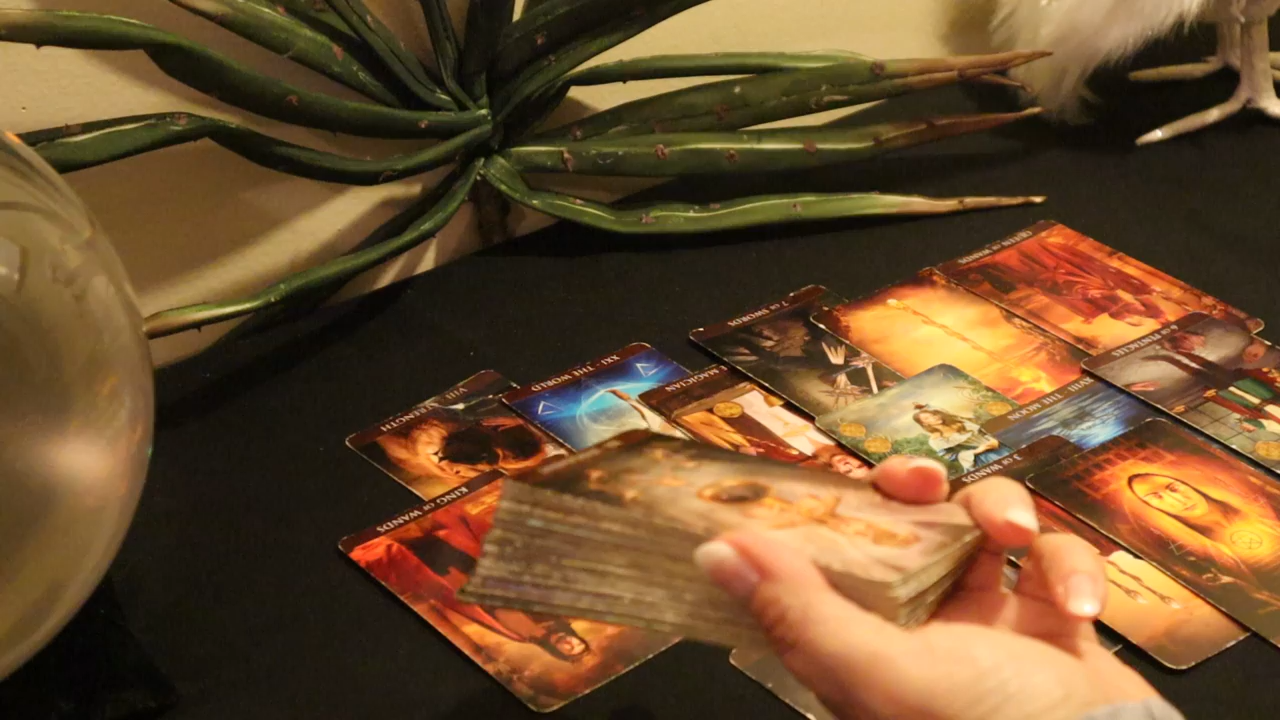 QUEEN OF WANDS
7 OF SWORDS
6 OF PENTACLES
XXI THE WORLD
I MAGICIAN
VIII STRENGTH
XVIII THE MOON
3 OF WANDS
KING OF WANDS